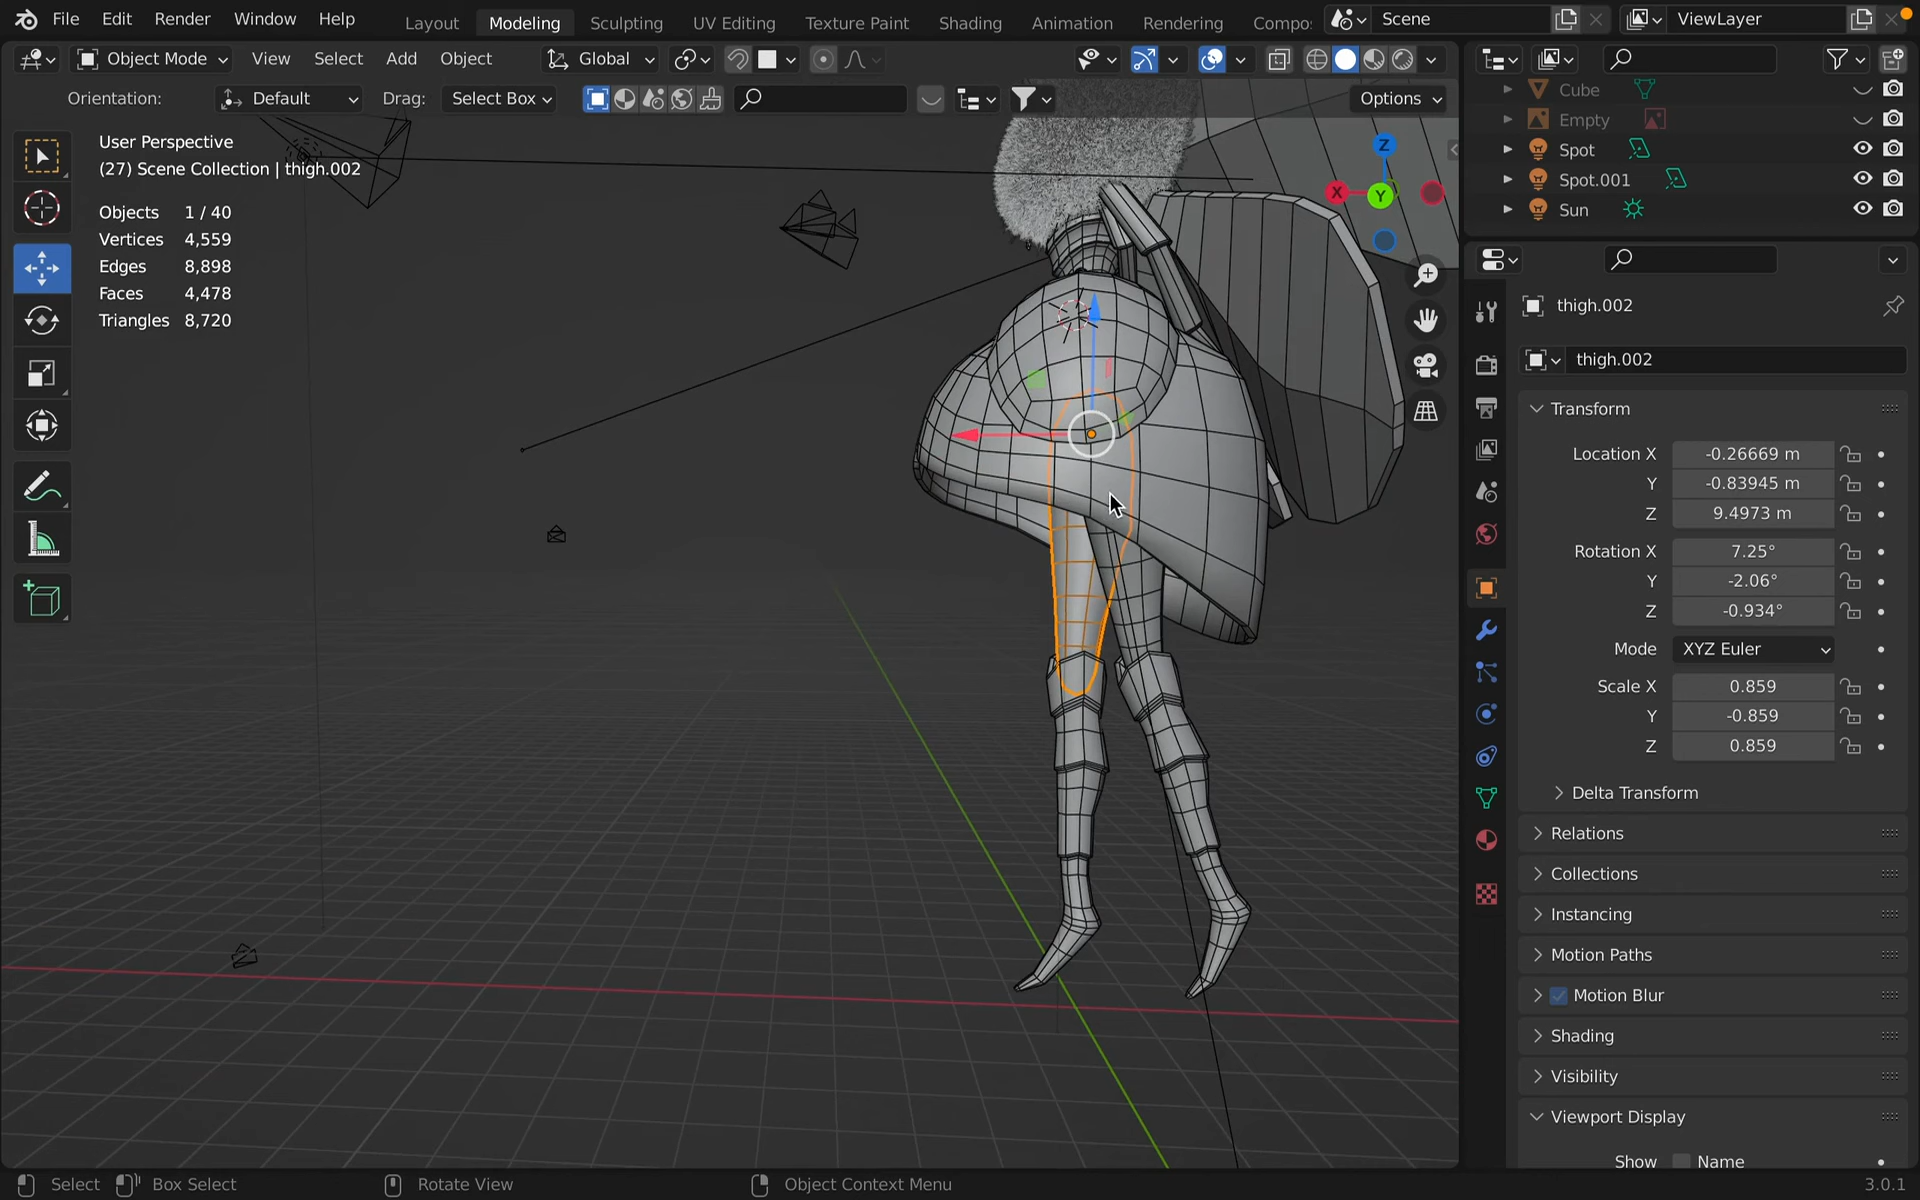 File Edit Render Window Help Layout Modeling Sculpting UV Editing Texture Paint Shading Animation Rendering Compo: Scene ViewLayer
Object Mode View Select Add Object Global
Orientation: Default Drag: Select Box Options
User Perspective
(27) Scene Collection | thigh.002
Objects 1 / 40
Vertices 4,559
Edges 8,898
Faces 4,478
Triangles 8,720
Z
X
Y
Cube
Empty
Spot
Spot.001
Sun
thigh.002
thigh.002
Transform
Location X -0.26669 m
Y -0.83945 m
Z 9.4973 m
Rotation X 7.25°
Y -2.06°
Z -0.934°
Mode XYZ Euler
Scale X 0.859
Y -0.859
Z 0.859
Delta Transform
Relations
Collections
Instancing
Motion Paths
Motion Blur
Shading
Visibility
Viewport Display
Show Name
Select Box Select Rotate View Object Context Menu 3.0.1